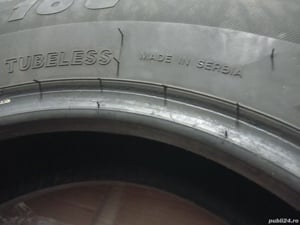 TUBELESS MADE IN SERBIA
publi24.ro